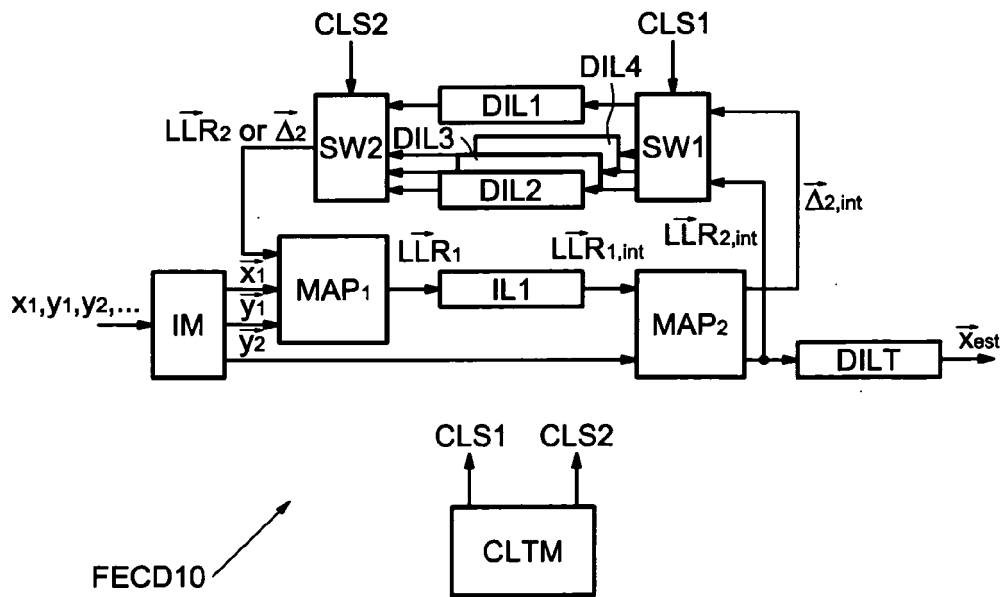 CLS2
CLS1
DIL4
DIL1
LLR2 or Δ2
SW2
DIL3
SW1
DIL2
Δ2,int
LLR1
LLR1,int
LLR2,int
x1
MAP1
IL1
x1,y1,y2,...
IM
y1
MAP2
y2
xest
DILT
CLS1
CLS2
CLTM
FECD10